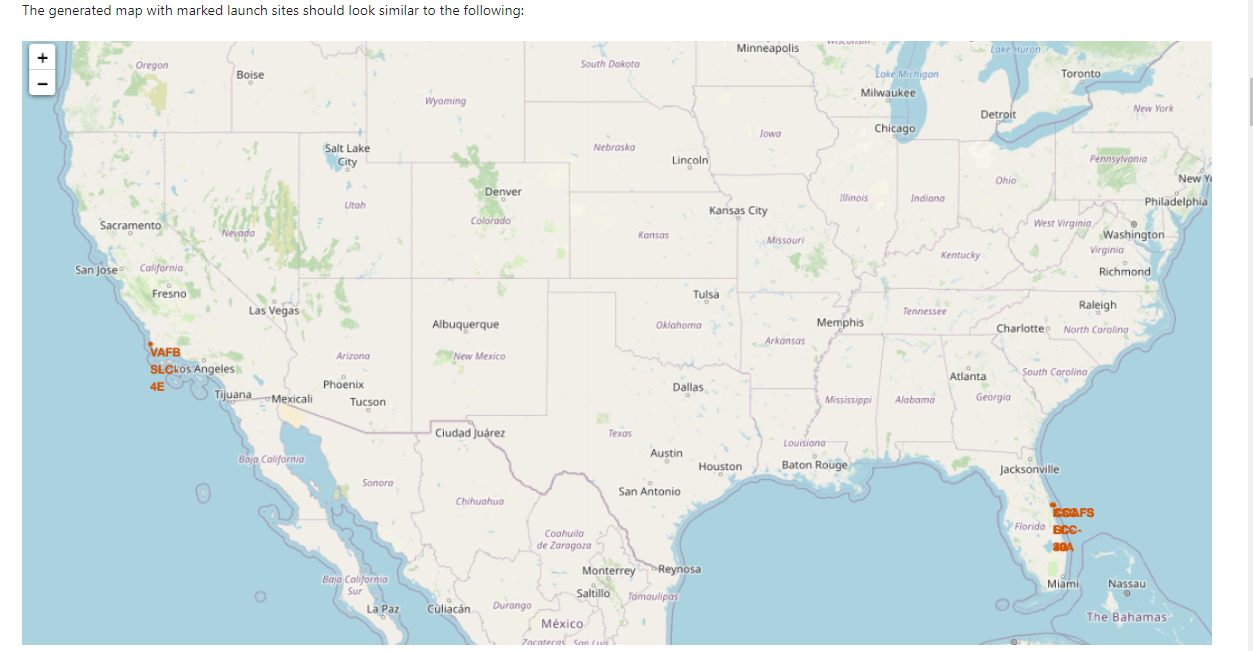 The generated map with marked launch sites should look similar to the following:
+
−
Minneapolis
Lake Huron
Oregon
South Dakota
Boise
Lake Michigan
Toronto
Milwaukee
Wyoming
New York
Detroit
Chicago
Iowa
Salt Lake
City
Nebraska
Lincoln
Pennsylvania
New Yo
Ohio
Denver
Illinois
Indiana
Philadelphia
Utah
Kansas City
Colorado
Sacramento
Nevada
Kansas
Missouri
West Virginia
Washington
Virginia
Kentucky
San Jose
California
Richmond
Fresno
Tulsa
Las Vegas
Raleigh
Tennessee
Albuquerque
Oklahoma
Memphis
Charlotte
North Carolina
Arkansas
VAFB
SLC-
4E
Los Angeles
Arizona
New Mexico
Atlanta
South Carolina
Phoenix
Dallas
Tijuana
Mexicali
Tucson
Mississippi
Alabama
Georgia
Ciudad Juárez
Texas
Louisiana
Austin
Baja California
Houston
Baton Rouge
Jacksonville
Sonora
San Antonio
Chihuahua
Florida
Coahuila
de Zaragoza
Monterrey
Reynosa
Baja California
Sur
Saltillo
Tamaulipas
Miami
Nassau
La Paz
Culiacán
Durango
México
The Bahamas
Zacatecas
San Luis